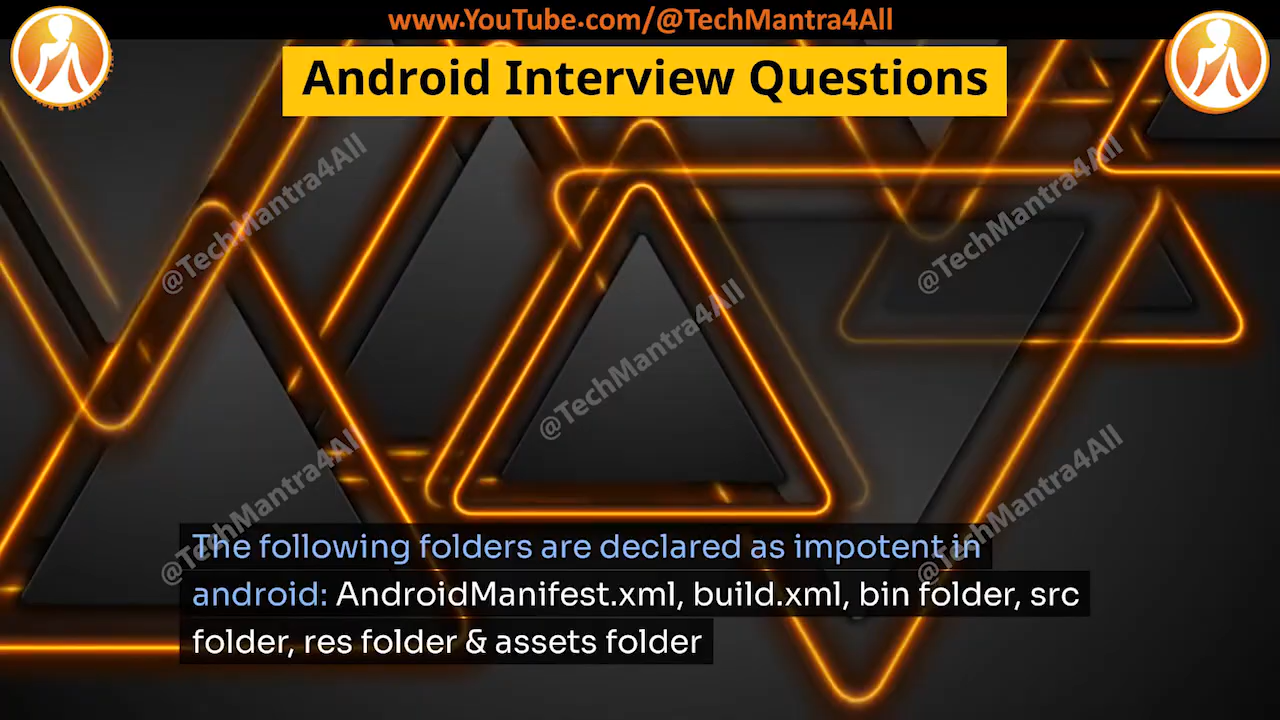 www.YouTube.com/@TechMantra4All
Android Interview Questions
@TechMantra4All
@TechMantra4All
@TechMantra4All
@TechMantra4All
@TechMantra4All
The following folders are declared as impotent in
android: AndroidManifest.xml, build.xml, bin folder, src
folder, res folder & assets folder